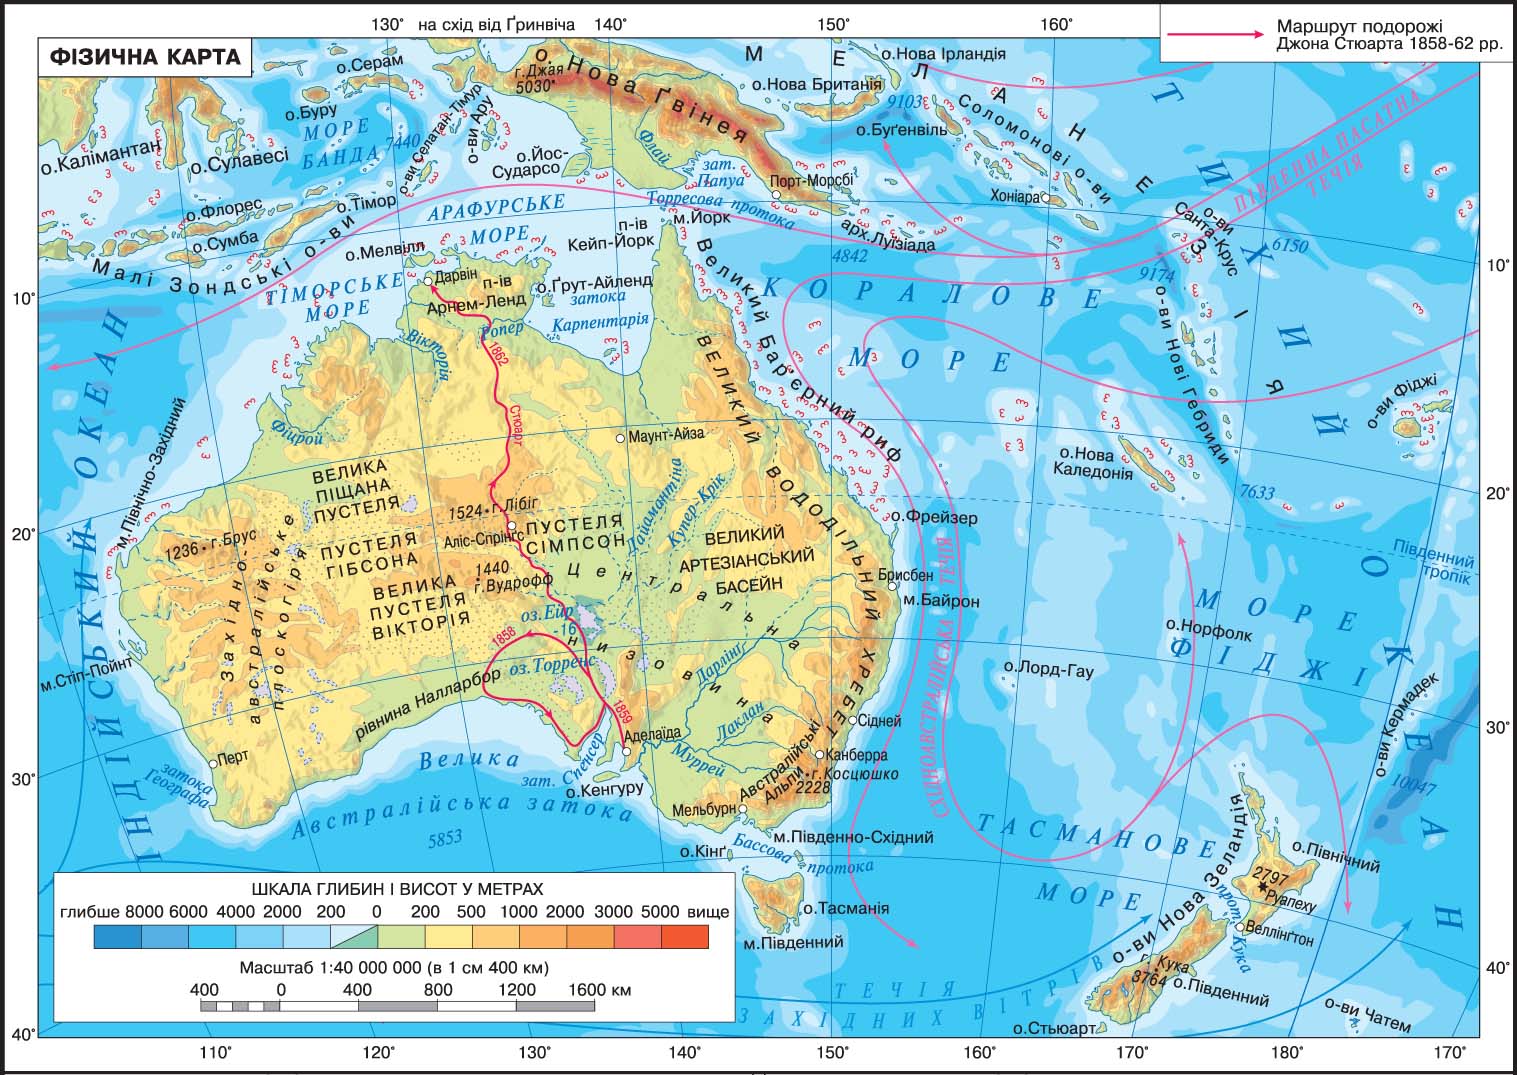 130°
на схід від Ґринвіча
140°
150°
160°
Маршрут подорожі
Джона Стюарта 1858-62 рр.
ФІЗИЧНА КАРТА
МЕЛАНЕЗІЯ
ТИХИЙ ОКЕАН
ІНДІЙСЬКИЙ ОКЕАН
о.Серам
о.Буру
МОРЕ
БАНДА
7440
о.Калімантан
о.Сулавесі
о-ви Селатан-Тімур
о-ви Ару
о. Нова Ґвінея
г.Джая
5030
Флай
о.Йос-
Сударсо
зат.
Папуа
Порт-Морсбі
Торресова протока
о.Нова Ірландія
о.Нова Британія
9103
о.Буґенвіль
Соломонові о-ви
Хоніара
ПІВДЕННА ПАСАТНА
ТЕЧІЯ
о-ви
Санта-Крус
6150
9174
арх.Луїзіада
4842
о.Флорес
о.Сумба
о.Тімор
Малі Зондські о-ви
АРАФУРСЬКЕ
МОРЕ
о.Мелвілл
ТІМОРСЬКЕ
МОРЕ
м.Йорк
п-ів
Кейп-Йорк
Дарвін
п-ів
Арнем-Ленд
о.Ґрут-Айленд
затока
Карпентарія
Ропер
Вікторія
1862
Стюарт
Великий Бар'єрний риф
КОРАЛОВЕ
МОРЕ
о-ви Нові Гебриди
о-ви Фіджі
о.Нова
Каледонія
7633
10°
10°
20°
20°
м.Північно-Західний
Фіцрой
Маунт-Айза
ВЕЛИКИЙ ВОДОДІЛЬНИЙ ХРЕБЕТ
ВЕЛИКА
ПІЩАНА
ПУСТЕЛЯ
1524
г.Лібіг
Аліс-Спрінгс
ПУСТЕЛЯ
СІМПСОН
Дайамантіна
Купер-Крік
ВЕЛИКИЙ
АРТЕЗІАНСЬКИЙ
БАСЕЙН
о.Фрейзер
1236
г.Брус
ПУСТЕЛЯ
ГІБСОНА
ВЕЛИКА
ПУСТЕЛЯ
ВІКТОРІЯ
1440
г.Вудрофф
Центральна низовина
Західно-
австралійське
плоскогір'я
оз.Ейр
16
1858
оз.Торренс
1859
Брисбен
м.Байрон
СХІДНОАВСТРАЛІЙСЬКА ТЕЧІЯ
Південний
тропік
МОРЕ
ФІДЖІ
о.Норфолк
о.Лорд-Гау
м.Стіп-Пойнт
рівнина Налларбор
Дарлінг
Лаклан
Муррей
Сідней
Канберра
Австралійські
Альпи
г.Косцюшко
2228
Аделаїда
зат. Спенсер
о.Кенгуру
Мельбурн
м.Південно-Східний
Перт
затока
Географа
Велика
Австралійська затока
5853
30°
30°
о-ви Кермадек
10047
о.Кінґ
Бассова
протока
о.Тасманія
м.Південний
ТАСМАНОВЕ
МОРЕ
о-ви Нова Зеландія
о.Північний
2797
Руапеху
прот. Кука
Веллінґтон
г. Кука
3764
о.Південний
о.Стьюарт
о-ви Чатем
ТЕЧІЯ
ЗАХІДНИХ ВІТРІВ
ШКАЛА ГЛИБИН І ВИСОТ У МЕТРАХ
глибше 8000 6000 4000 2000 200 0 200 500 1000 2000 3000 5000 вище
Масштаб 1:40 000 000 (в 1 см 400 км)
400 0 400 800 1200 1600 км
40°
40°
110°
120°
130°
140°
150°
160°
170°
180°
170°